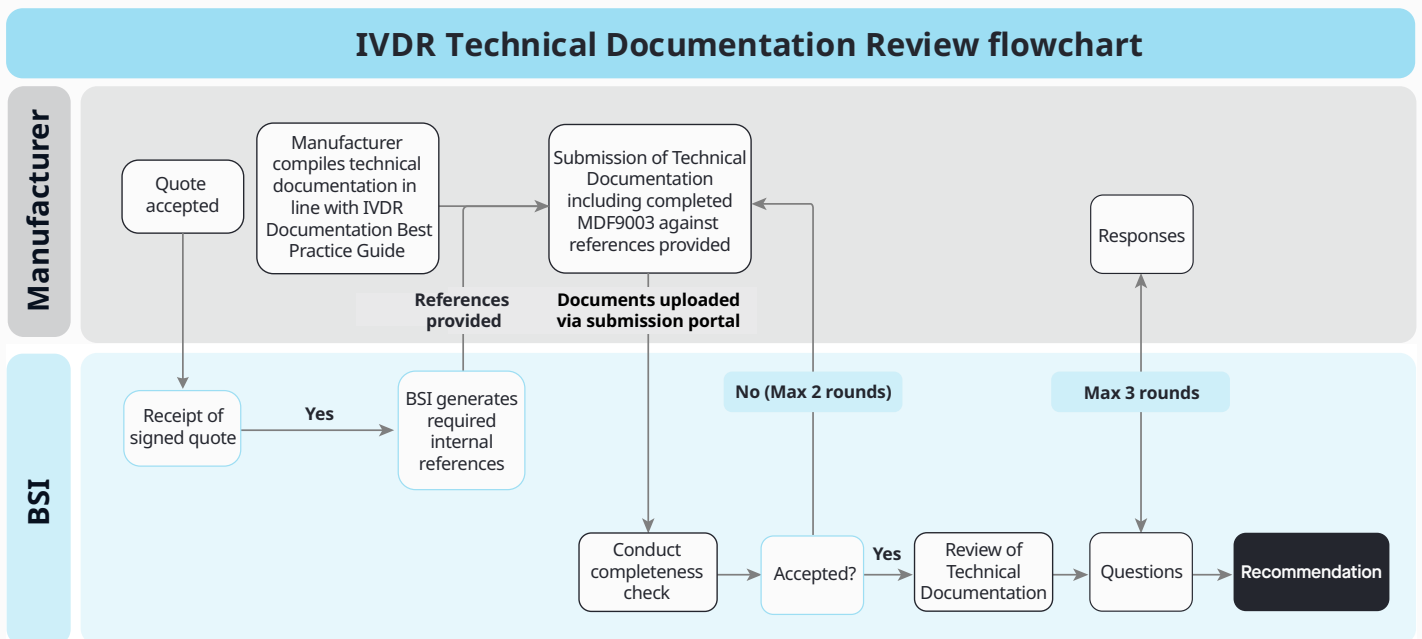 IVDR Technical Documentation Review flowchart
Manufacturer
Quote
accepted
Manufacturer
compiles technical
documentation in
line with IVDR
Documentation Best
Practice Guide
Submission of Technical
Documentation
including completed
MDF9003 against
references provided
Responses
References
provided
Documents uploaded
via submission portal
BSI
Receipt of
signed quote
Yes
BSI generates
required
internal
references
No (Max 2 rounds)
Max 3 rounds
Conduct
completeness
check
Accepted?
Yes
Review of
Technical
Documentation
Questions
Recommendation